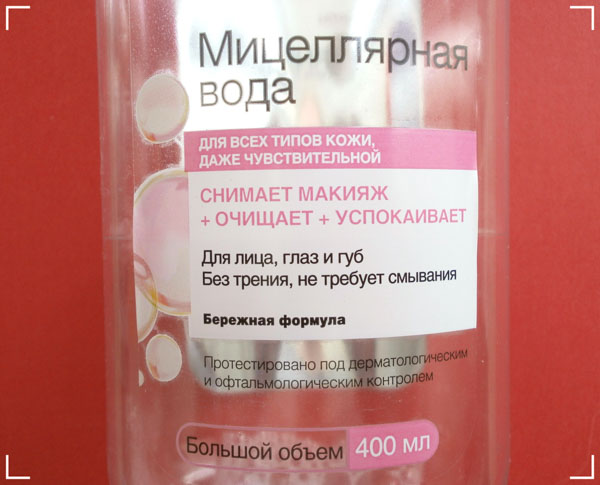 Мицеллярная
вода
ДЛЯ ВСЕХ ТИПОВ КОЖИ,
ДАЖЕ ЧУВСТВИТЕЛЬНОЙ
СНИМАЕТ МАКИЯЖ
+ ОЧИЩАЕТ + УСПОКАИВАЕТ
Для лица, глаз и губ
Без трения, не требует смывания
Бережная формула
Протестировано под дерматологическим
и офтальмологическим контролем
Большой объем 400 мл